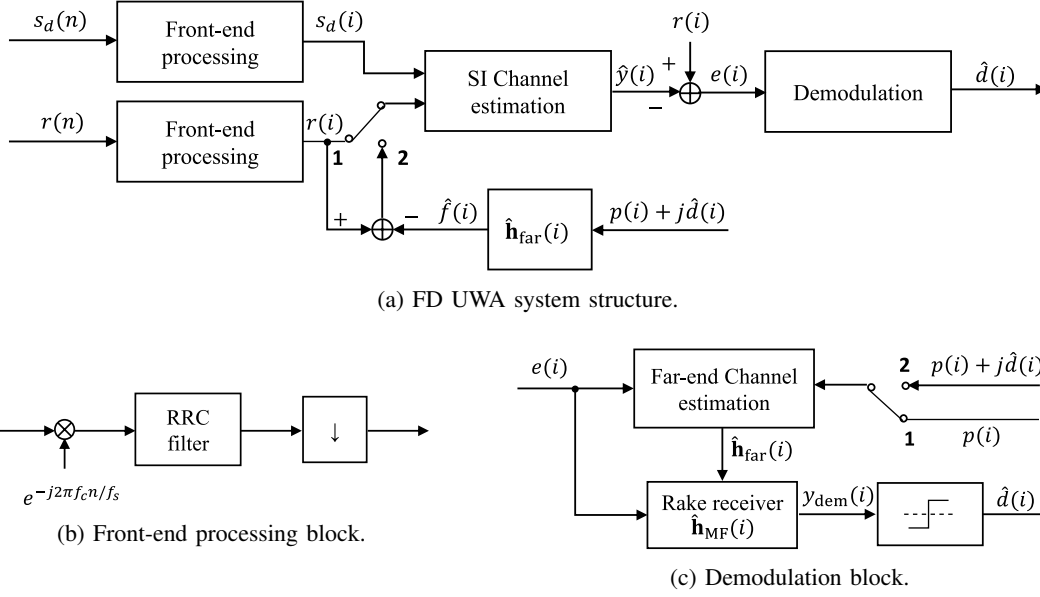 s_d(n)
Front-end
processing
s_d(i)
SI Channel
estimation
ŷ(i)
r(i)
+
−
e(i)
Demodulation
d̂(i)
r(n)
Front-end
processing
r(i)
1
2
+
−
f̂(i)
ĥ_far(i)
p(i) + jd̂(i)
(a) FD UWA system structure.
RRC
filter
↓
e^{−j2πf_c n/f_s}
(b) Front-end processing block.
e(i)
Far-end Channel
estimation
2
p(i) + jd̂(i)
1
p(i)
ĥ_far(i)
Rake receiver
ĥ_MF(i)
y_dem(i)
d̂(i)
(c) Demodulation block.